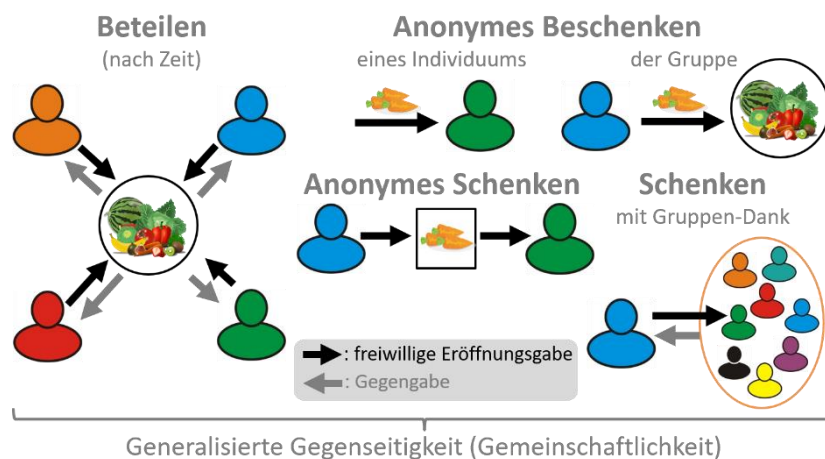 Beteilen
(nach Zeit)
Anonymes Beschenken
eines Individuums
der Gruppe
Anonymes Schenken
Schenken
mit Gruppen-Dank
: freiwillige Eröffnungsgabe
: Gegengabe
Generalisierte Gegenseitigkeit (Gemeinschaftlichkeit)